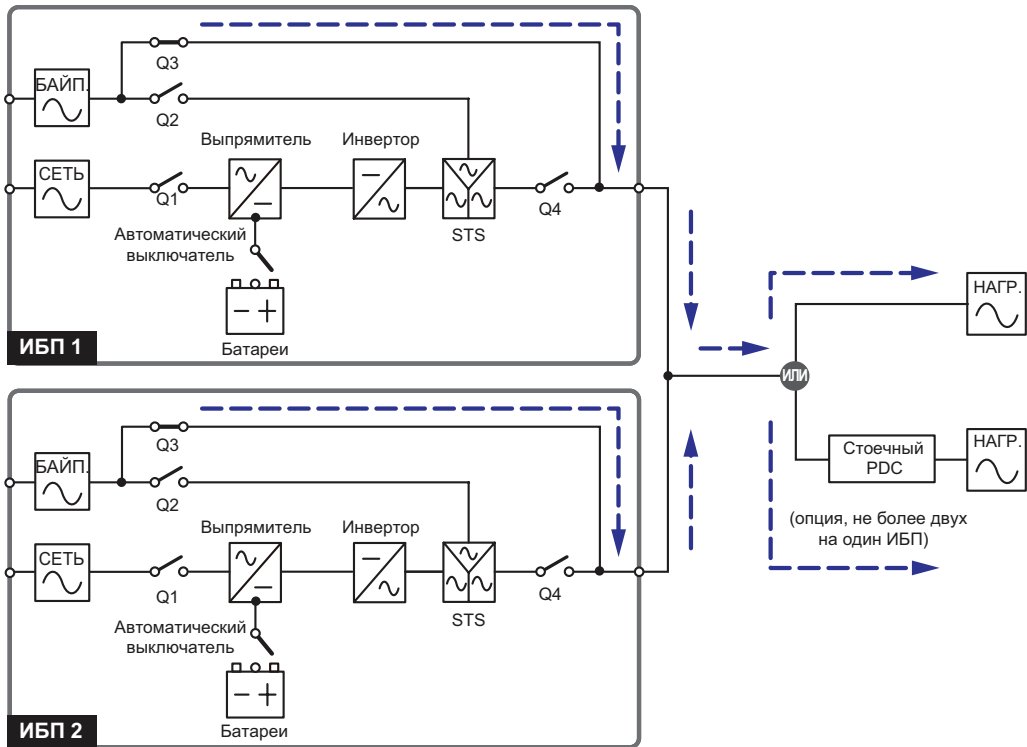 Q3
БАЙП.
Q2
Выпрямитель
Инвертор
СЕТЬ
Q1
STS
Q4
Автоматический
выключатель
Батареи
ИБП 1
НАГР.
ИЛИ
Стоечный
PDC
НАГР.
(опция, не более двух
на один ИБП)
Q3
БАЙП.
Q2
Выпрямитель
Инвертор
СЕТЬ
Q1
STS
Q4
Автоматический
выключатель
Батареи
ИБП 2